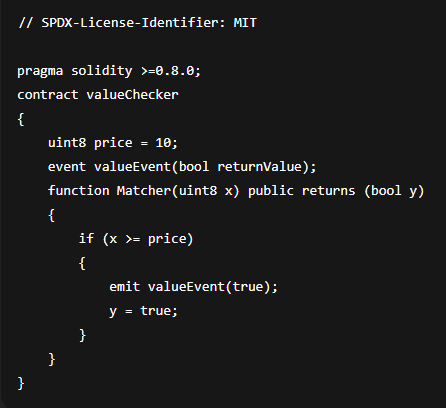 // SPDX-License-Identifier: MIT
pragma solidity >=0.8.0;
contract valueChecker
{
    uint8 price = 10;
    event valueEvent(bool returnValue);
    function Matcher(uint8 x) public returns (bool y)
    {
        if (x >= price)
        {
            emit valueEvent(true);
            y = true;
        }
    }
}